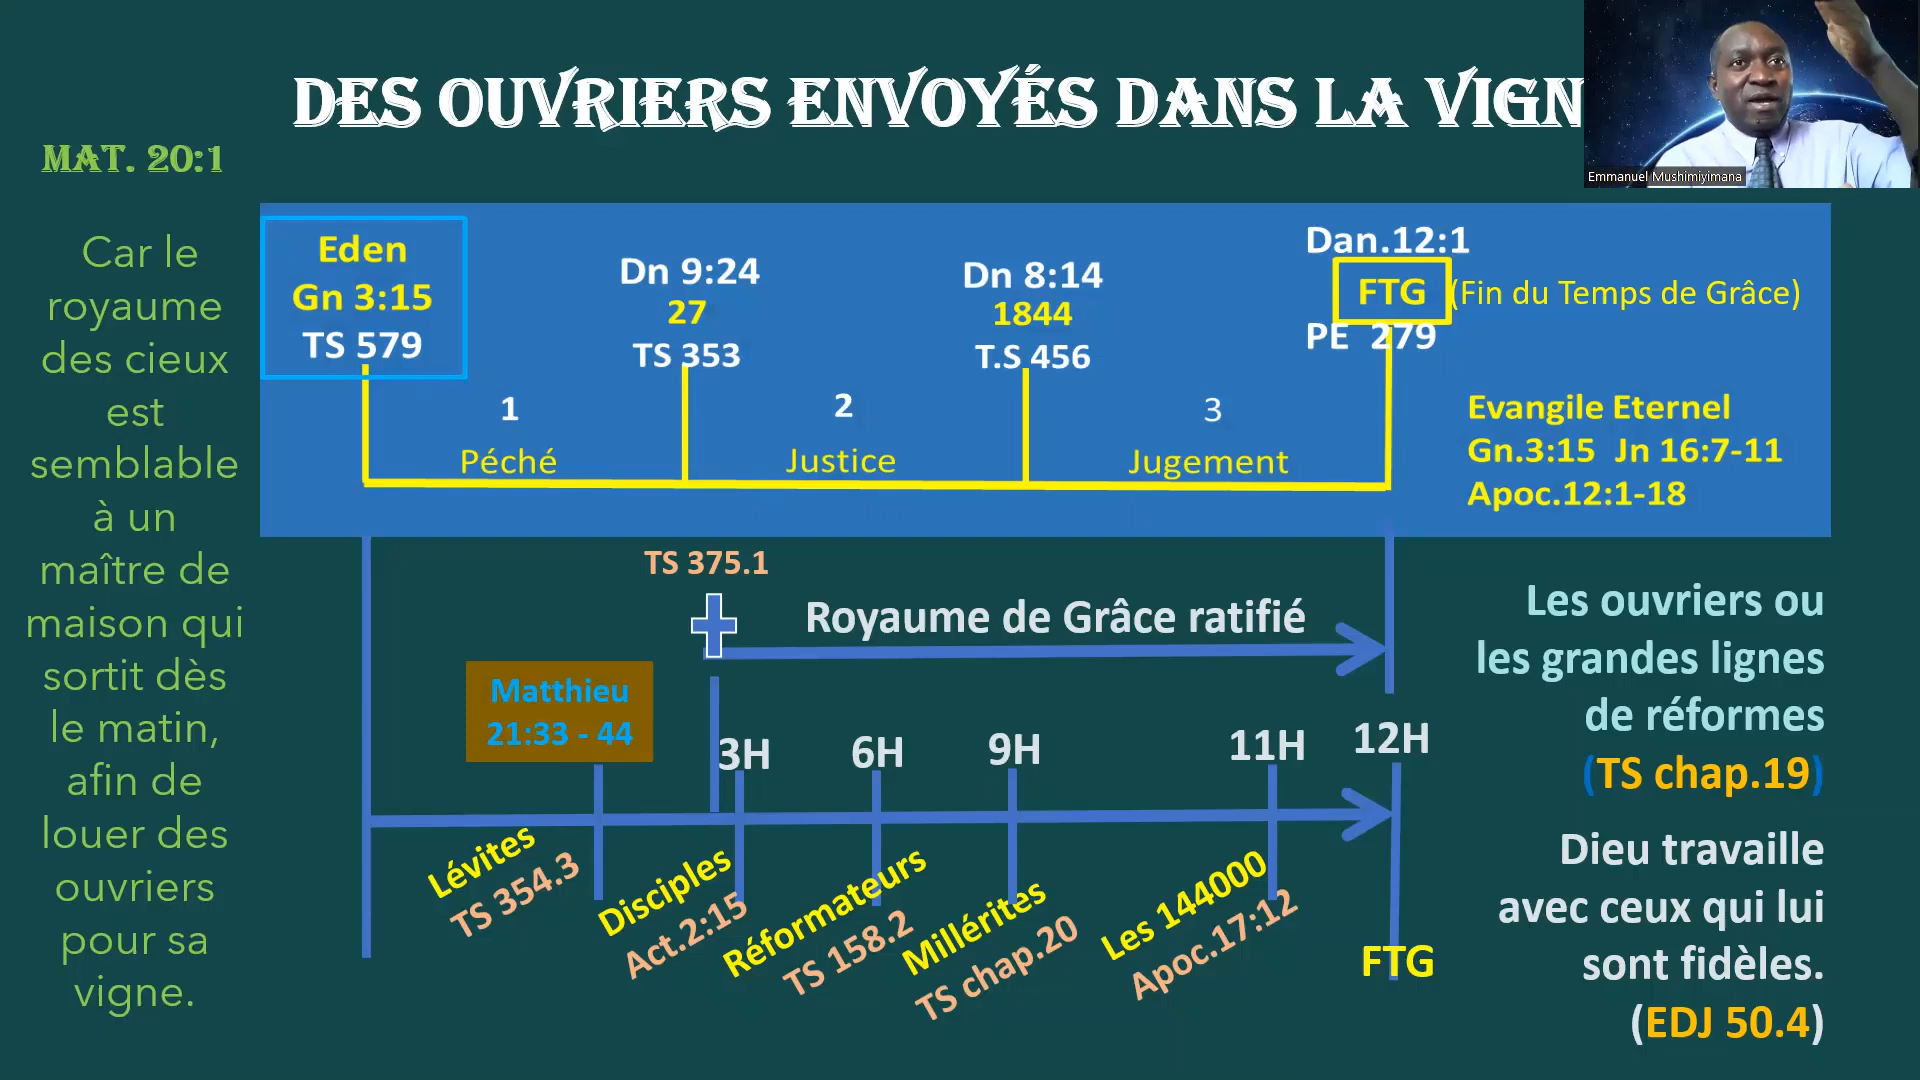 DES OUVRIERS ENVOYÉS DANS LA VIGN
Emmanuel Mushimiyimana
MAT. 20:1
Car le
royaume
des cieux
est
semblable
à un
maître de
maison qui
sortit dès
le matin,
afin de
louer des
ouvriers
pour sa
vigne.
Eden
Gn 3:15
TS 579
Dn 9:24
27
TS 353
Dn 8:14
1844
T.S 456
Dan.12:1
FTG (Fin du Temps de Grâce)
PE 279
1
Péché
2
Justice
3
Jugement
Evangile Eternel
Gn.3:15 Jn 16:7-11
Apoc.12:1-18
TS 375.1
Royaume de Grâce ratifié
Matthieu
21:33 - 44
3H
6H
9H
11H
12H
Lévites
TS 354.3
Disciples
Act.2:15
Réformateurs
TS 158.2
Millérites
TS chap.20
Les 144000
Apoc.17:12
FTG
Les ouvriers ou
les grandes lignes
de réformes
(TS chap.19)
Dieu travaille
avec ceux qui lui
sont fidèles.
(EDJ 50.4)